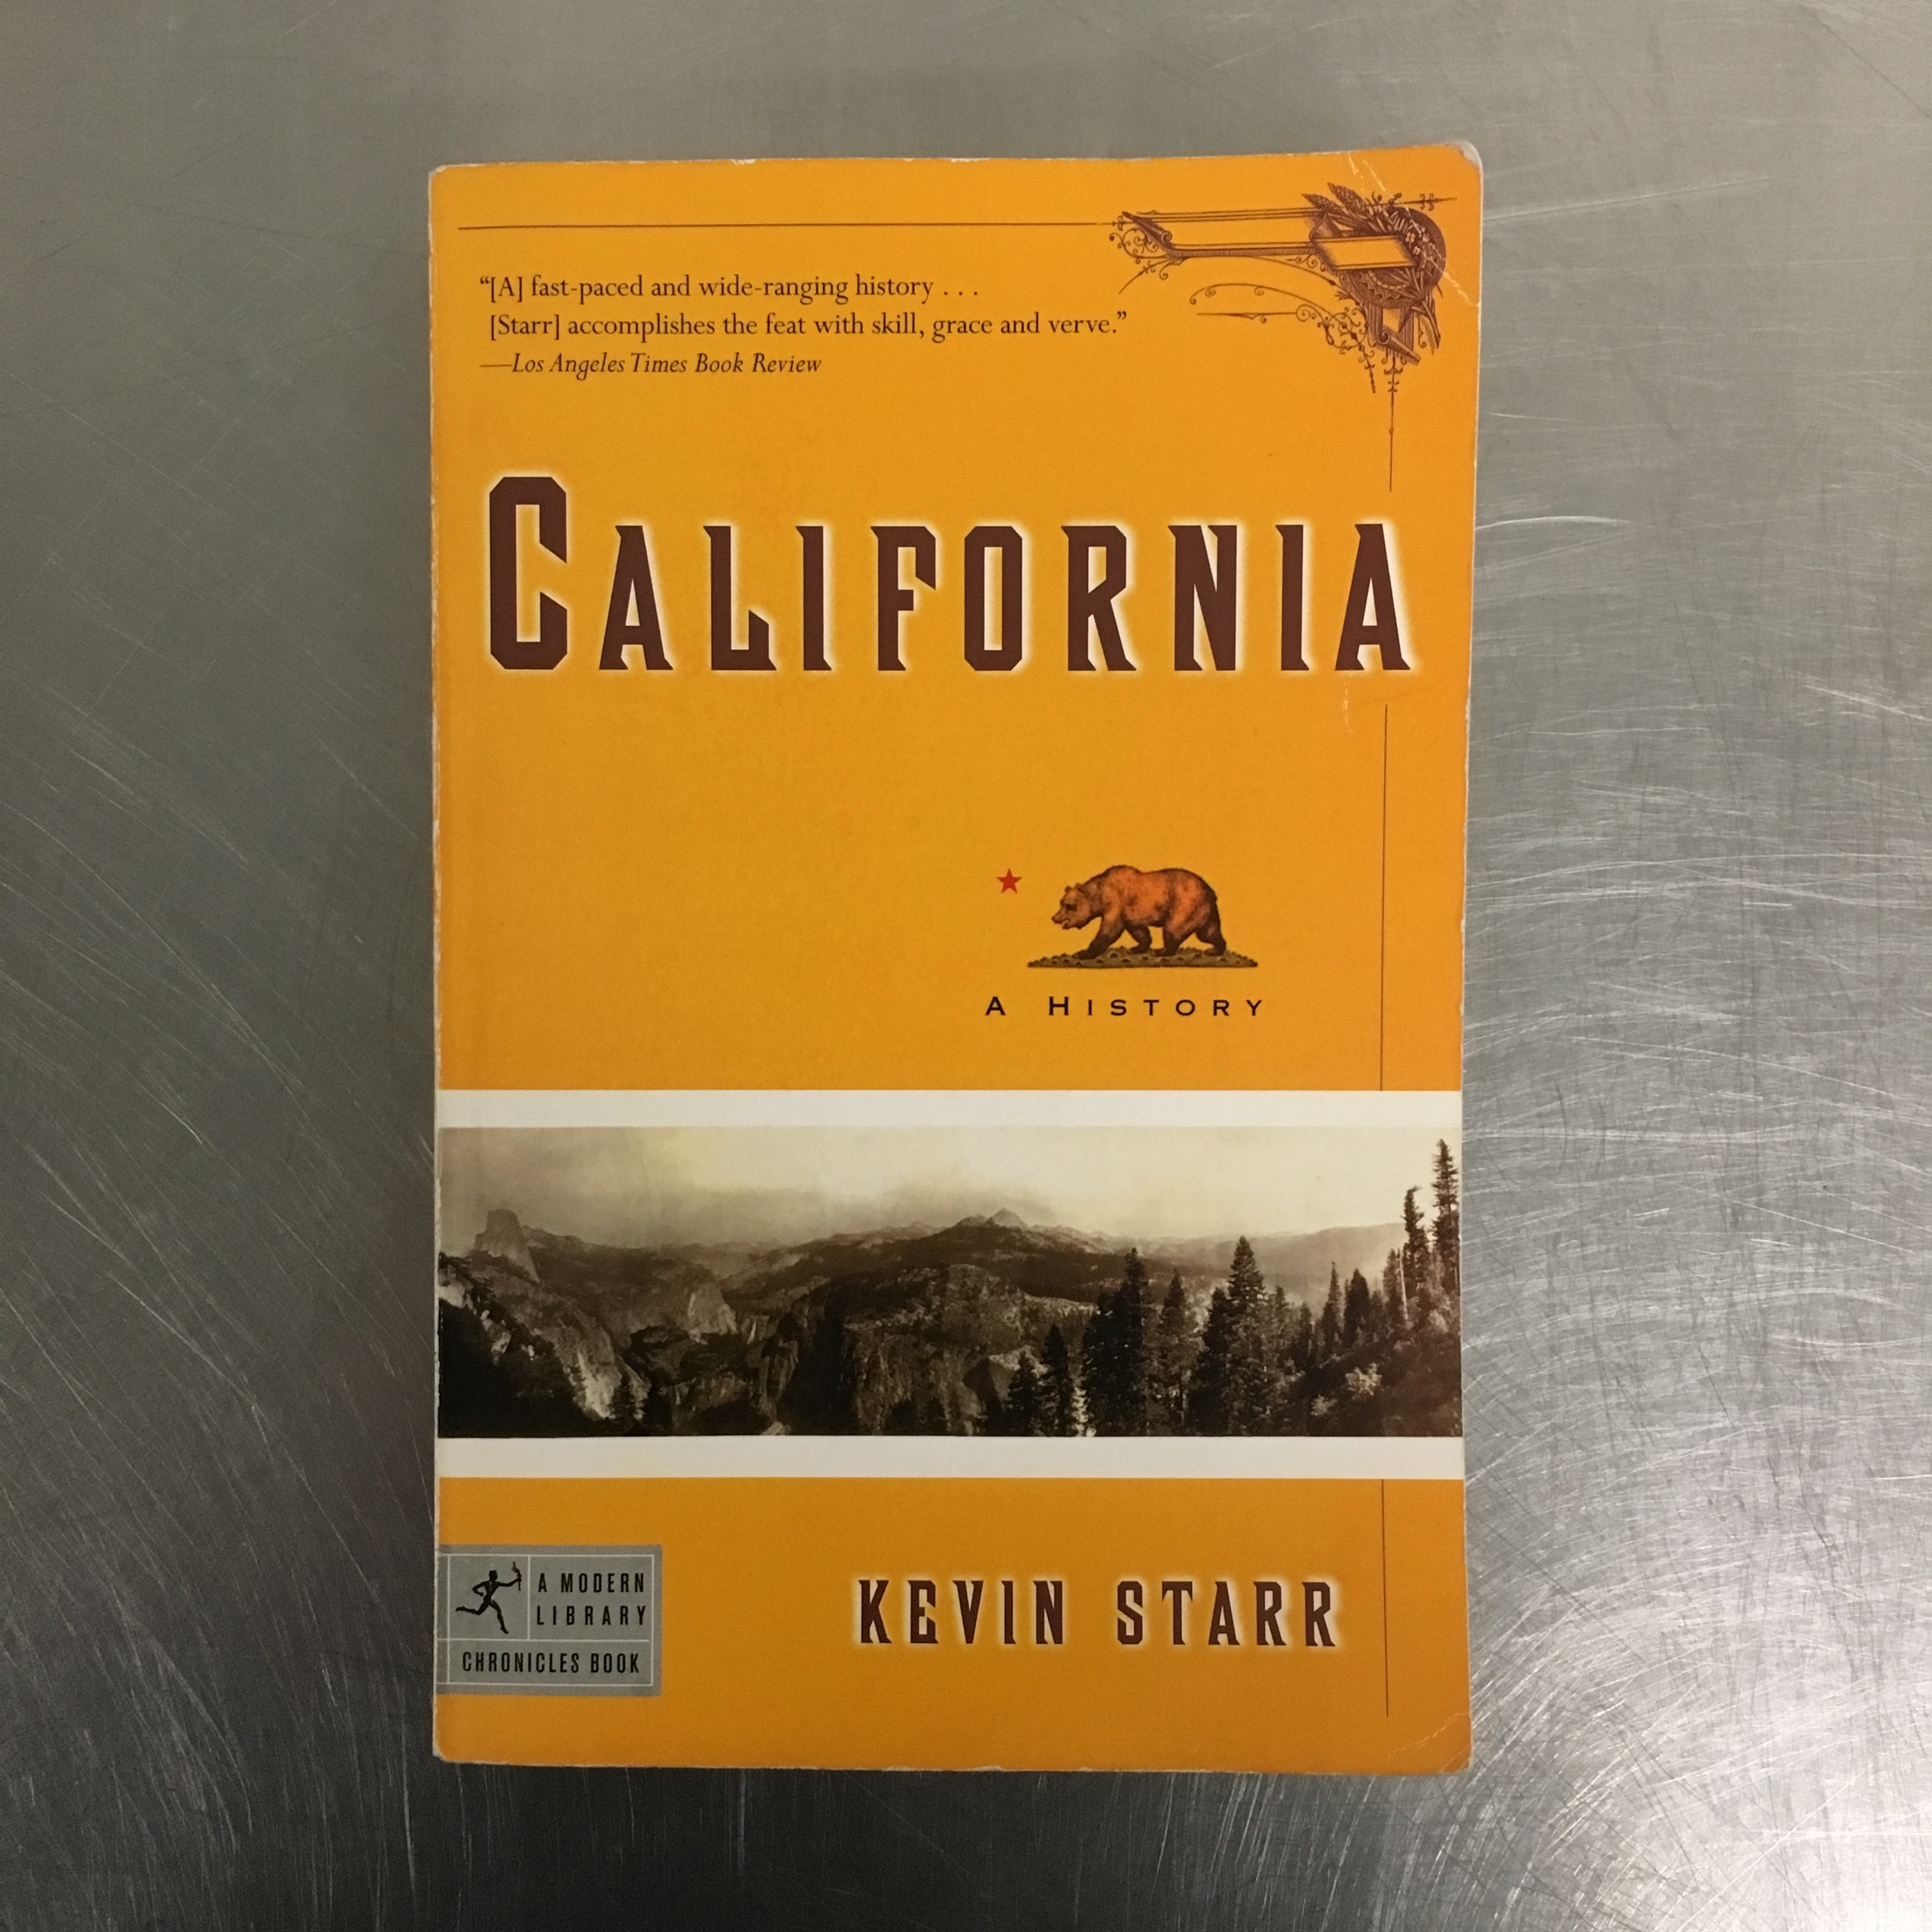 “[A] fast-paced and wide-ranging history . . .
[Starr] accomplishes the feat with skill, grace and verve.”
—Los Angeles Times Book Review
CALIFORNIA
A HISTORY
A MODERN
LIBRARY
CHRONICLES BOOK
KEVIN STARR